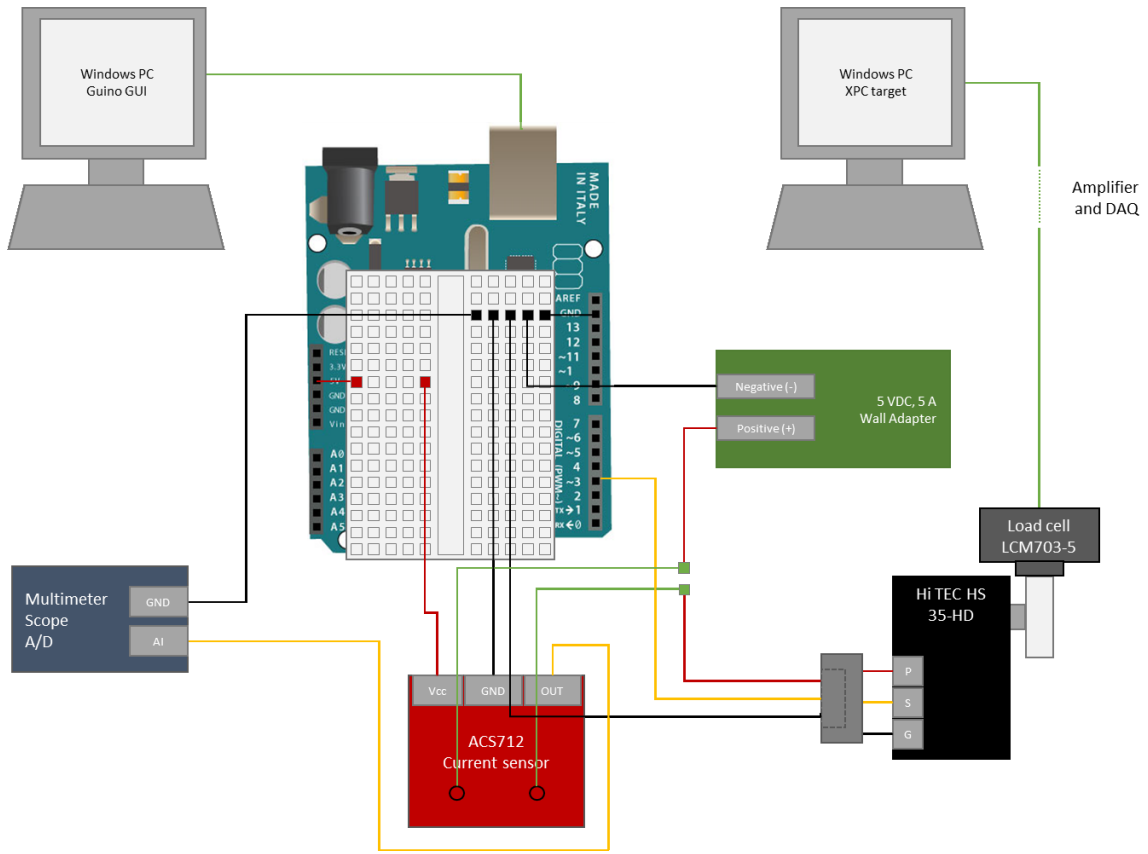 Windows PC
Guino GUI
Windows PC
XPC target
Amplifier
and DAQ
MADE
IN ITALY
AREF
GND
13
12
~11
~1
9
8
7
~6
~5
4
~3
2
TX→1
RX←0
DIGITAL (PWM~)
RESI
3.3V
5V
GND
GND
Vin
A0
A1
A2
A3
A4
A5
Negative (-)
Positive (+)
5 VDC, 5 A
Wall Adapter
Load cell
LCM703-5
Hi TEC HS
35-HD
P
S
G
Multimeter
Scope
A/D
GND
AI
Vcc
GND
OUT
ACS712
Current sensor